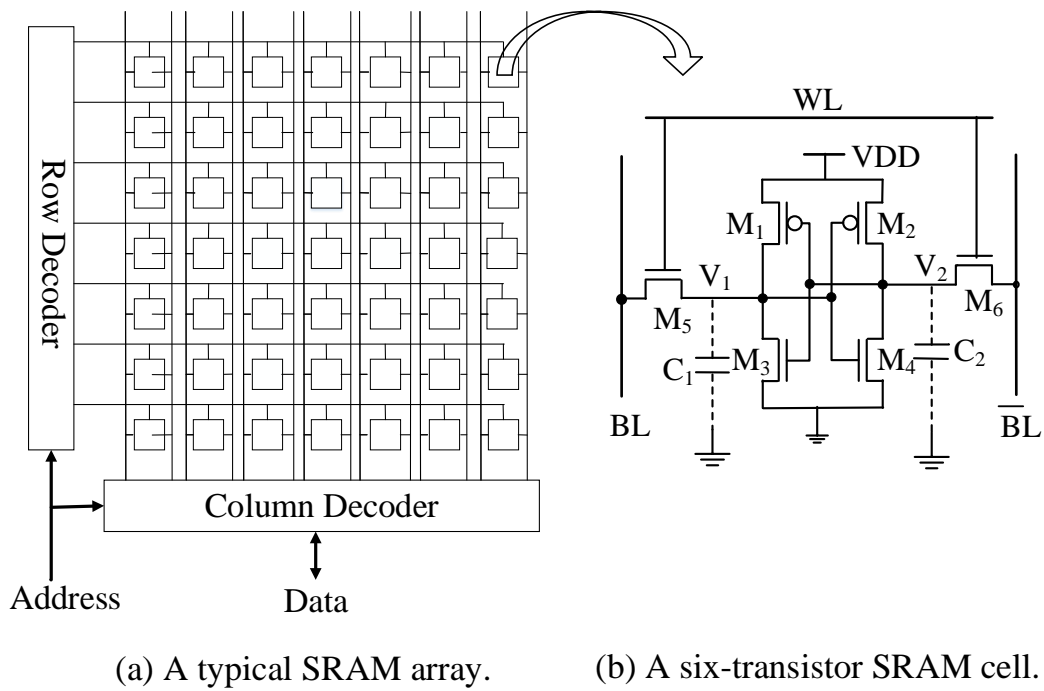 Row Decoder
Column Decoder
Address
Data
(a) A typical SRAM array.
WL
VDD
M₁
M₂
V₁
V₂
M₅
M₆
C₁
M₃
M₄
C₂
BL
B̅L
(b) A six-transistor SRAM cell.